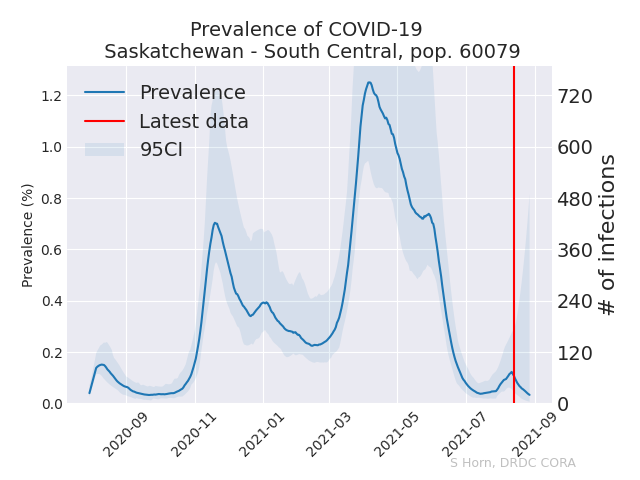 Prevalence of COVID-19
Saskatchewan - South Central, pop. 60079
Prevalence
Latest data
95CI
Prevalence (%)
1.2
1.0
0.8
0.6
0.4
0.2
0.0
720
600
480
360
240
120
0
# of infections
2020-09
2020-11
2021-01
2021-03
2021-05
2021-07
2021-09
S Horn, DRDC CORA